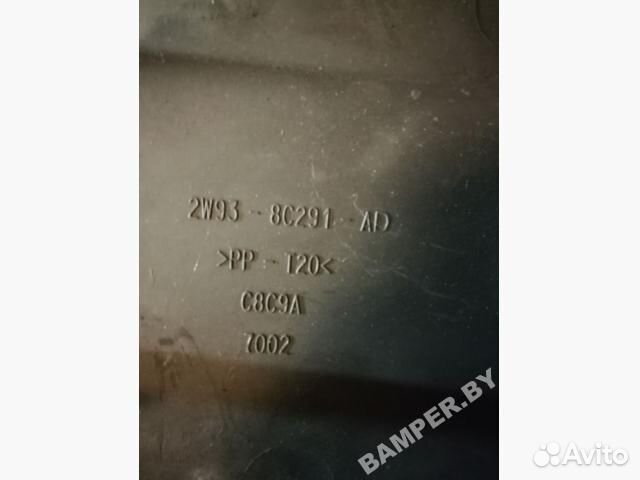 2W93-8C291-AD
>PP-T20<
C8C9A
7002
BAMPER.BY
Avito